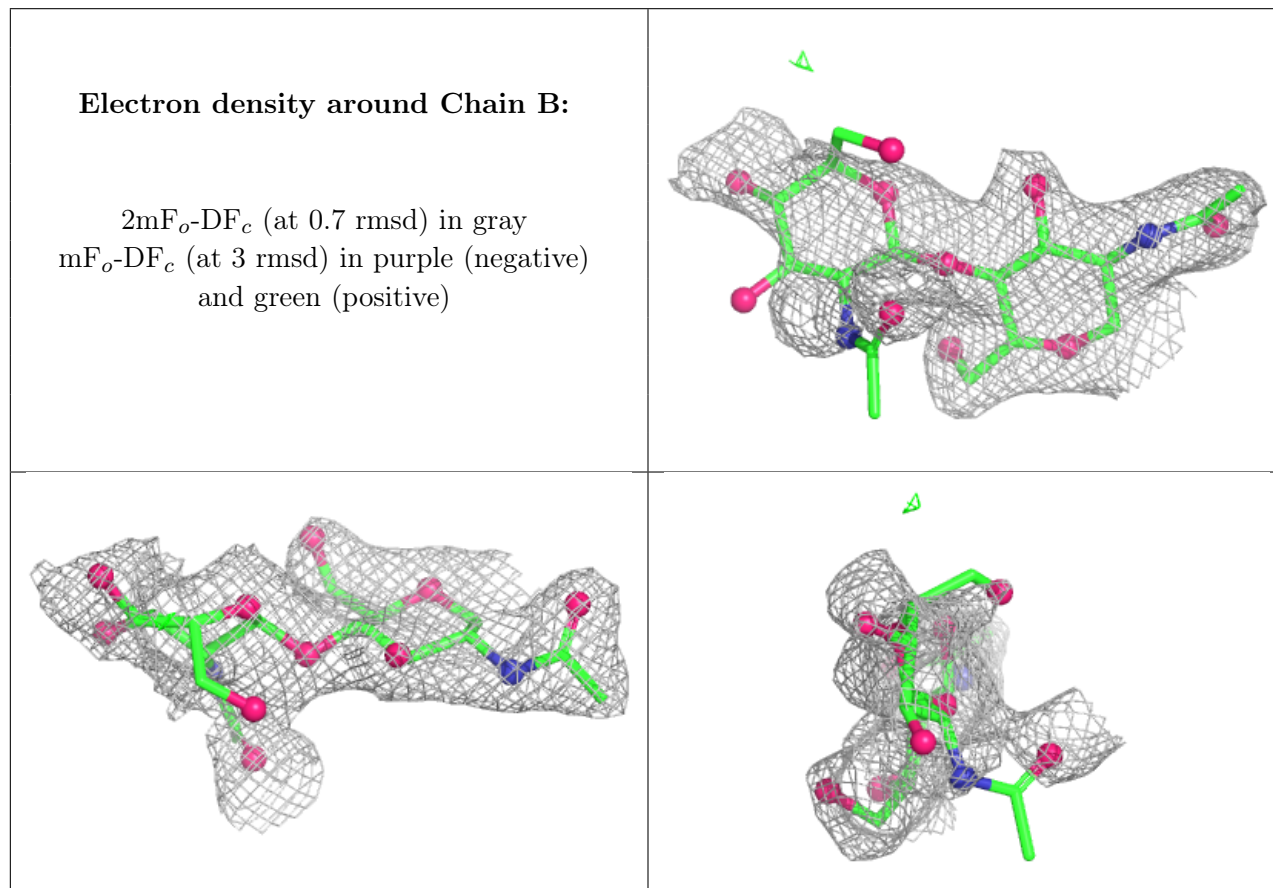 Electron density around Chain B:
2mFo-DFc (at 0.7 rmsd) in gray
mFo-DFc (at 3 rmsd) in purple (negative)
and green (positive)